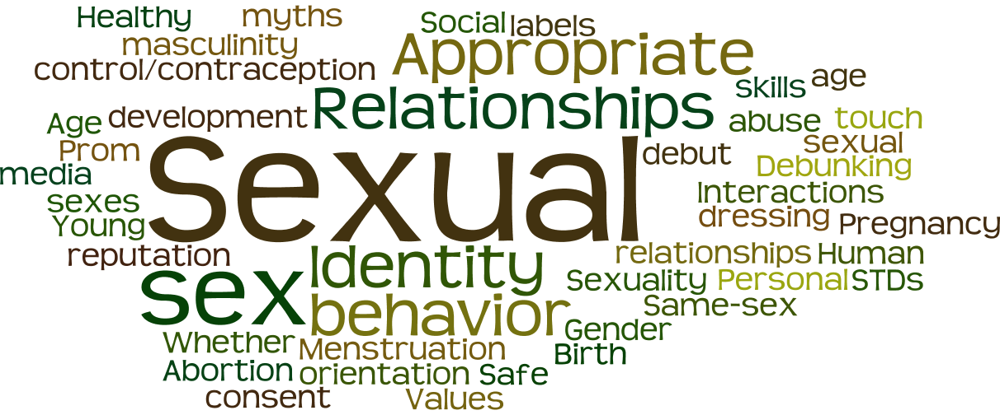 Healthy
myths
Social
labels
masculinity
Appropriate
control/contraception
skills
age
Relationships
Age
development
abuse
touch
Prom
Sexual
debut
sexual
media
Debunking
sexes
Interactions
Young
dressing
Pregnancy
reputation
Identity
relationships
Human
sex
Sexuality
Personal
STDs
behavior
Same-sex
Whether
Menstruation
Gender
Birth
Abortion
orientation
Safe
consent
Values